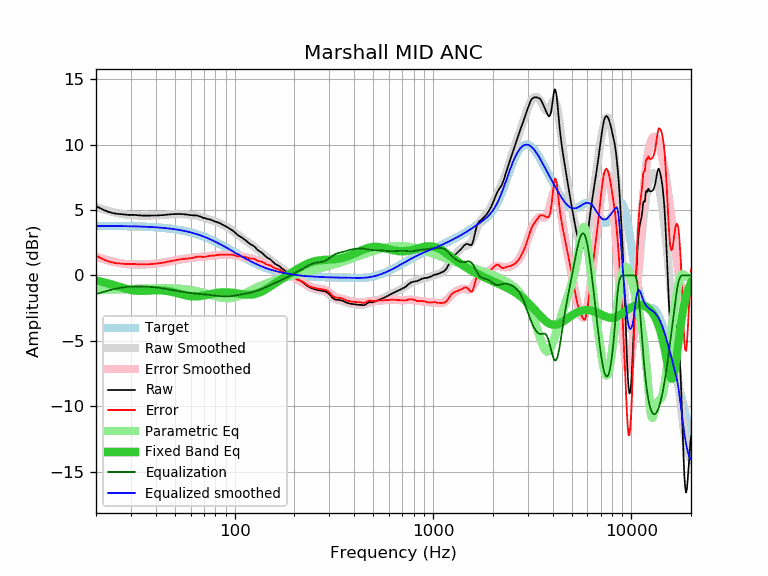 Marshall MID ANC
15
10
5
0
−5
−10
−15
Amplitude (dBr)
Target
Raw Smoothed
Error Smoothed
Raw
Error
Parametric Eq
Fixed Band Eq
Equalization
Equalized smoothed
100
1000
10000
Frequency (Hz)